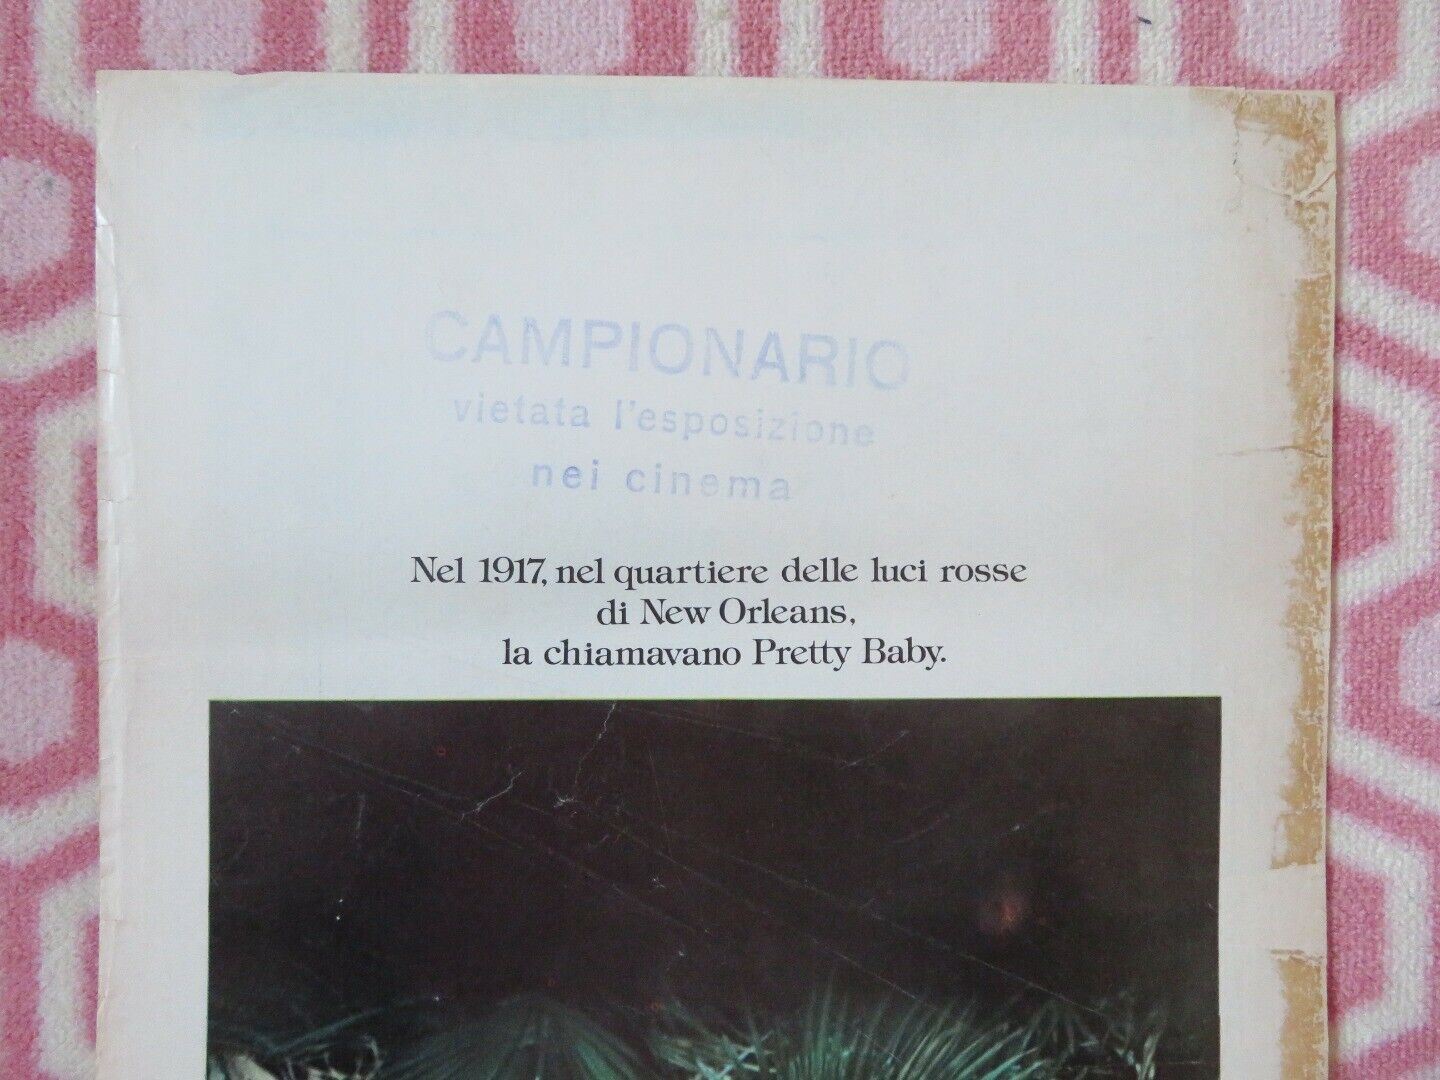 CAMPIONARIO
vietata l'esposizione
nei cinema
Nel 1917, nel quartiere delle luci rosse
di New Orleans,
la chiamavano Pretty Baby.